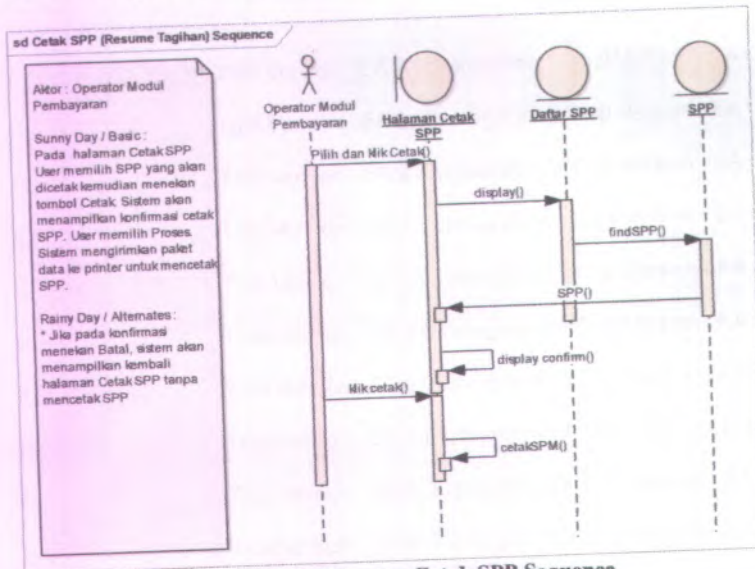 sd Cetak SPP (Resume Tagihan) Sequence
Aktor : Operator Modul
Pembayaran
Sunny Day / Basic :
Pada halaman Cetak SPP
User memilih SPP yang akan
dicetak kemudian menekan
tombol Cetak. Sistem akan
menampilkan konfirmasi cetak
SPP. User memilih Proses.
Sistem mengirimkan paket
data ke printer untuk mencetak
SPP.
Rainy Day / Alternates :
* Jika pada konfirmasi
menekan Batal, sistem akan
menampilkan kembali
halaman Cetak SPP tanpa
mencetak SPP
Operator Modul
Pembayaran
Halaman Cetak
SPP
Daftar SPP
SPP
Pilih dan Klik Cetak()
display()
findSPP()
SPP()
display confirm()
klik cetak()
cetakSPM()
Cetak SPP Sequence